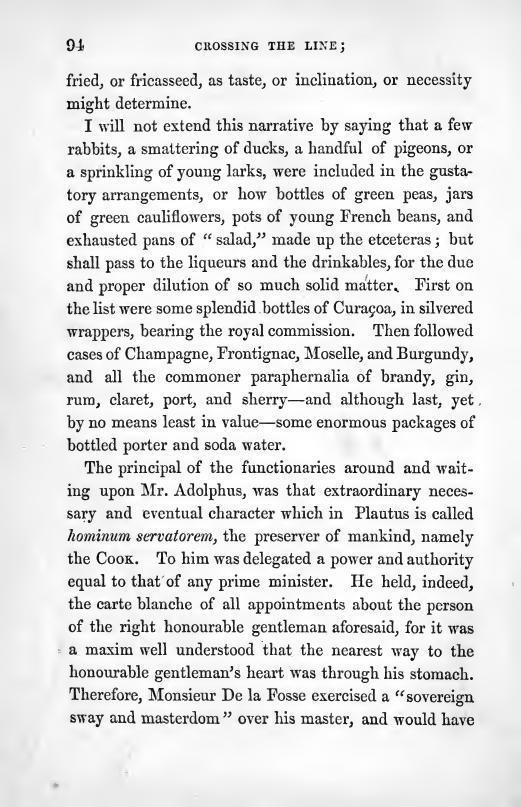 94 CROSSING THE LINE;
fried, or fricasseed, as taste, or inclination, or necessity
might determine.
I will not extend this narrative by saying that a few
rabbits, a smattering of ducks, a handful of pigeons, or
a sprinkling of young larks, were included in the gusta-
tory arrangements, or how bottles of green peas, jars
of green cauliflowers, pots of young French beans, and
exhausted pans of “salad,” made up the etceteras; but
shall pass to the liqueurs and the drinkables, for the due
and proper dilution of so much solid matter. First on
the list were some splendid bottles of Curaçoa, in silvered
wrappers, bearing the royal commission. Then followed
cases of Champagne, Frontignac, Moselle, and Burgundy,
and all the commoner paraphernalia of brandy, gin,
rum, claret, port, and sherry—and although last, yet
by no means least in value—some enormous packages of
bottled porter and soda water.
The principal of the functionaries around and wait-
ing upon Mr. Adolphus, was that extraordinary neces-
sary and eventual character which in Plautus is called
hominum servatorem, the preserver of mankind, namely
the COOK. To him was delegated a power and authority
equal to that of any prime minister. He held, indeed,
the carte blanche of all appointments about the person
of the right honourable gentleman aforesaid, for it was
a maxim well understood that the nearest way to the
honourable gentleman's heart was through his stomach.
Therefore, Monsieur De la Fosse exercised a “sovereign
sway and masterdom” over his master, and would have